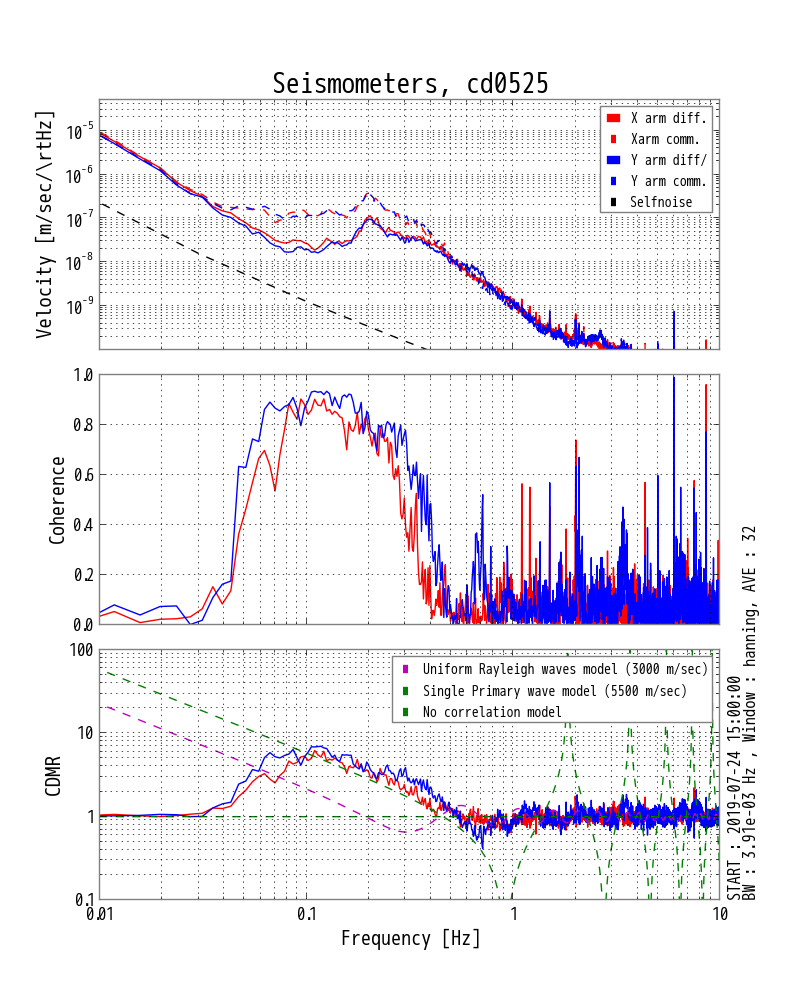 Seismometers, cd0525
Velocity [m/sec/\rtHz]
10^-5
10^-6
10^-7
10^-8
10^-9
X arm diff.
Xarm comm.
Y arm diff/
Y arm comm.
Selfnoise
Coherence
1.0
0.8
0.6
0.4
0.2
0.0
CDMR
100
10
1
0.1
Uniform Rayleigh waves model (3000 m/sec)
Single Primary wave model (5500 m/sec)
No correlation model
0.01
0.1
1
10
Frequency [Hz]
START : 2019-07-24 15:00:00
BW : 3.91e-03 Hz , Window : hanning, AVE : 32